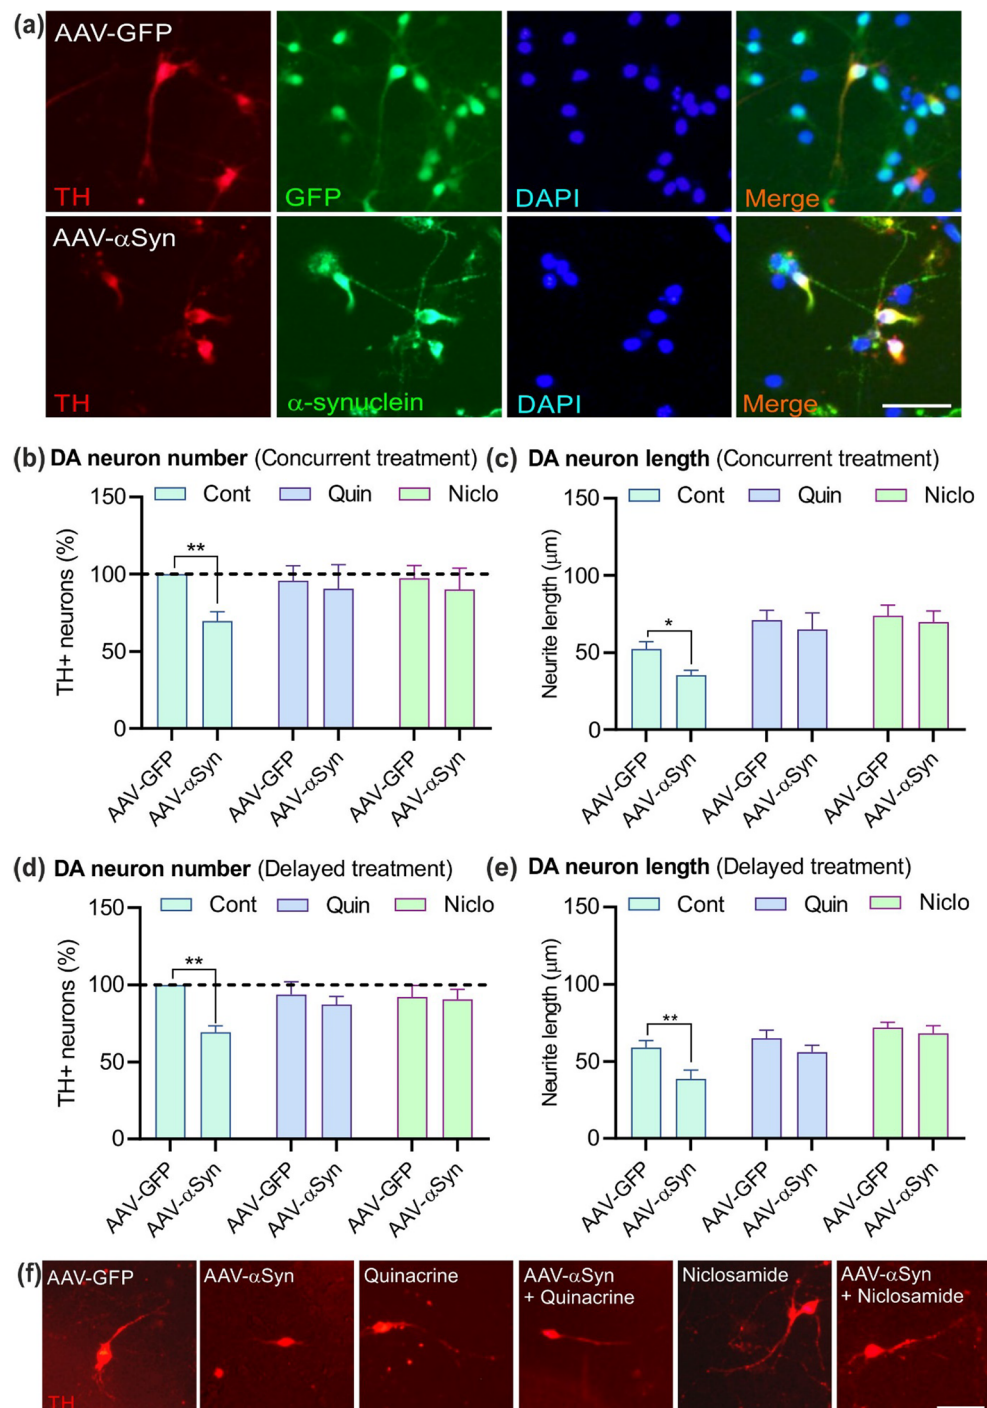 (a)
AAV-GFP
TH
GFP
DAPI
Merge
AAV-αSyn
TH
α-synuclein
DAPI
Merge
(b) DA neuron number (Concurrent treatment)
150
Cont
Quin
Niclo
**
100
50
0
TH+ neurons (%)
AAV-GFP
AAV-αSyn
AAV-GFP
AAV-αSyn
AAV-GFP
AAV-αSyn
(c) DA neuron length (Concurrent treatment)
150
Cont
Quin
Niclo
100
*
50
0
Neurite length (μm)
AAV-GFP
AAV-αSyn
AAV-GFP
AAV-αSyn
AAV-GFP
AAV-αSyn
(d) DA neuron number (Delayed treatment)
150
Cont
Quin
Niclo
**
100
50
0
TH+ neurons (%)
AAV-GFP
AAV-αSyn
AAV-GFP
AAV-αSyn
AAV-GFP
AAV-αSyn
(e) DA neuron length (Delayed treatment)
150
Cont
Quin
Niclo
100
**
50
0
Neurite length (μm)
AAV-GFP
AAV-αSyn
AAV-GFP
AAV-αSyn
AAV-GFP
AAV-αSyn
(f)
AAV-GFP
TH
AAV-αSyn
Quinacrine
AAV-αSyn
+ Quinacrine
Niclosamide
AAV-αSyn
+ Niclosamide